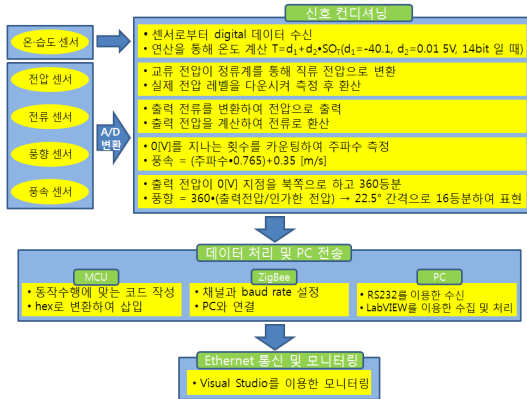 신호 컨디셔닝
온·습도 센서
• 센서로부터 digital 데이터 수신
• 연산을 통해 온도 계산 T=d₁+d₂•SO_T(d₁=-40.1, d₂=0.01 5V, 14bit 일 때)
전압 센서
전류 센서
풍향 센서
풍속 센서
A/D
변환
• 교류 전압이 정류계를 통해 직류 전압으로 변환
• 실제 전압 레벨을 다운시켜 측정 후 환산
• 출력 전류를 변환하여 전압으로 출력
• 출력 전압을 계산하여 전류로 환산
• 0[V]를 지나는 횟수를 카운팅하여 주파수 측정
• 풍속 = (주파수•0.765)+0.35 [m/s]
• 출력 전압이 0[V] 지점을 북쪽으로 하고 360등분
• 풍향 = 360•(출력전압/인가한 전압) → 22.5° 간격으로 16등분하여 표현
데이터 처리 및 PC 전송
MCU
• 동작수행에 맞는 코드 작성
• hex로 변환하여 삽입
ZigBee
• 채널과 baud rate 설정
• PC와 연결
PC
• RS232를 이용한 수신
• LabVIEW를 이용한 수집 및 처리
Ethernet 통신 및 모니터링
• Visual Studio를 이용한 모니터링